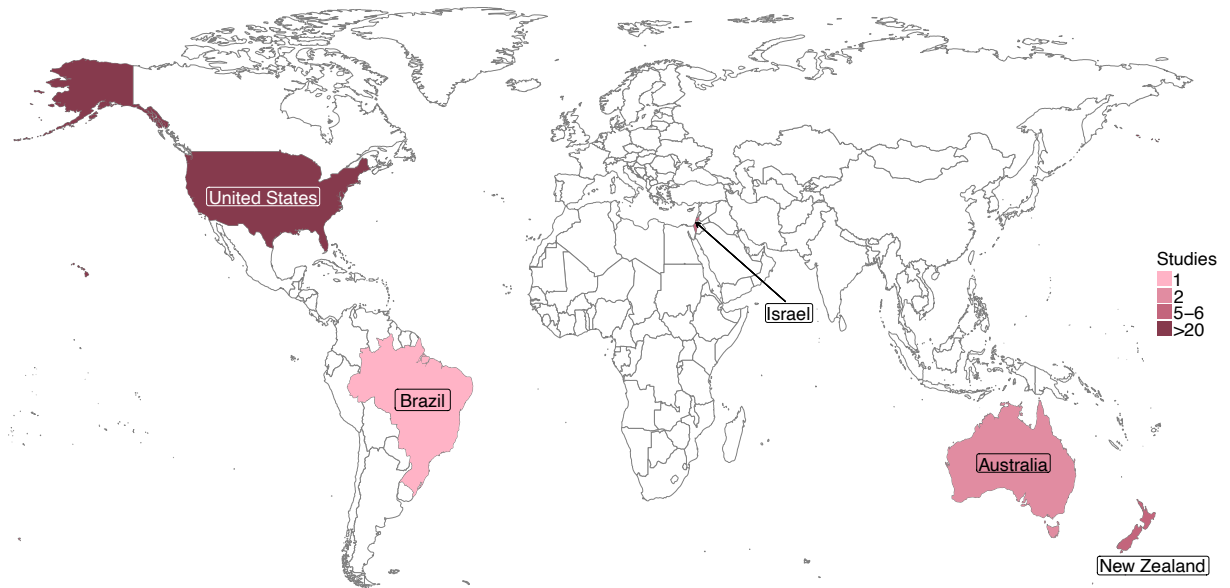 United States
Israel
Studies
1
2
5–6
>20
Brazil
Australia
New Zealand